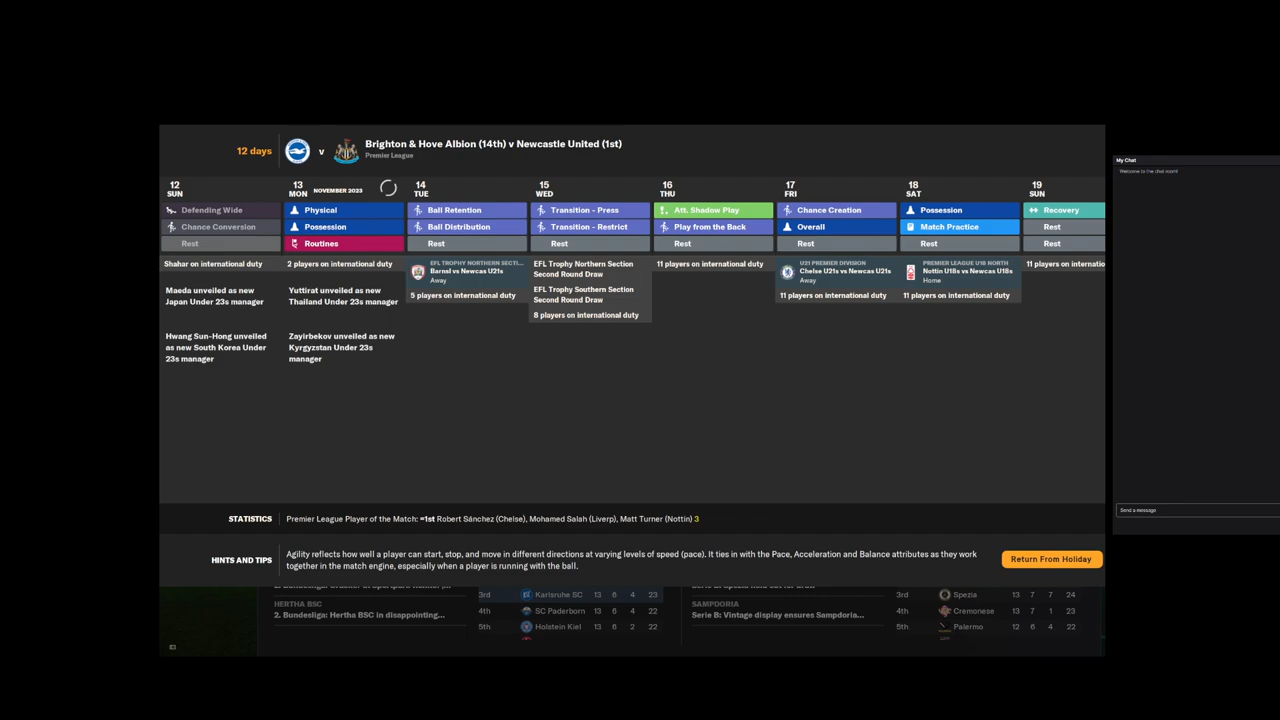 12 days
v
Brighton & Hove Albion (14th) v Newcastle United (1st)
Premier League
12
SUN
13
MON
NOVEMBER 2023
14
TUE
15
WED
16
THU
17
FRI
18
SAT
19
SUN
Defending Wide
Physical
Ball Retention
Transition - Press
Att. Shadow Play
Chance Creation
Possession
Recovery
Chance Conversion
Possession
Ball Distribution
Transition - Restrict
Play from the Back
Overall
Match Practice
Rest
Rest
Routines
Rest
Rest
Rest
Rest
Rest
Rest
Shahar on international duty
Maeda unveiled as new
Japan Under 23s manager
Hwang Sun-Hong unveiled
as new South Korea Under
23s manager
2 players on international duty
Yuttirat unveiled as new
Thailand Under 23s manager
Zayirbekov unveiled as new
Kyrgyzstan Under 23s
manager
EFL TROPHY NORTHERN SECTI...
Barnsl vs Newcas U21s
Away
5 players on international duty
EFL Trophy Northern Section
Second Round Draw
EFL Trophy Southern Section
Second Round Draw
8 players on international duty
11 players on international duty
U21 PREMIER DIVISION
Chelse U21s vs Newcas U21s
Away
11 players on international duty
PREMIER LEAGUE U18 NORTH
Nottin U18s vs Newcas U18s
Home
11 players on international duty
11 players on internation
STATISTICS
Premier League Player of the Match: =1st Robert Sánchez (Chelse), Mohamed Salah (Liverp), Matt Turner (Nottin) 3
HINTS AND TIPS
Agility reflects how well a player can start, stop, and move in different directions at varying levels of speed (pace). It ties in with the Pace, Acceleration and Balance attributes as they work
together in the match engine, especially when a player is running with the ball.
Return From Holiday
HERTHA BSC
2. Bundesliga: Hertha BSC in disappointing...
3rd Karlsruhe SC 13 6 4 23
4th SC Paderborn 13 6 4 22
5th Holstein Kiel 13 6 2 22
SAMPDORIA
Serie B: Vintage display ensures Sampdoria...
3rd Spezia 13 7 7 24
4th Cremonese 13 7 1 23
5th Palermo 12 6 4 22
My Chat
Welcome to the chat room!
Send a message